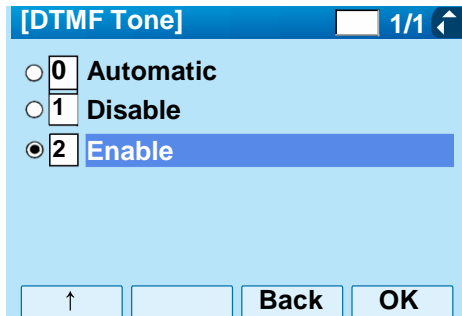 [DTMF Tone] 1/1
0 Automatic
1 Disable
2 Enable
↑ Back OK